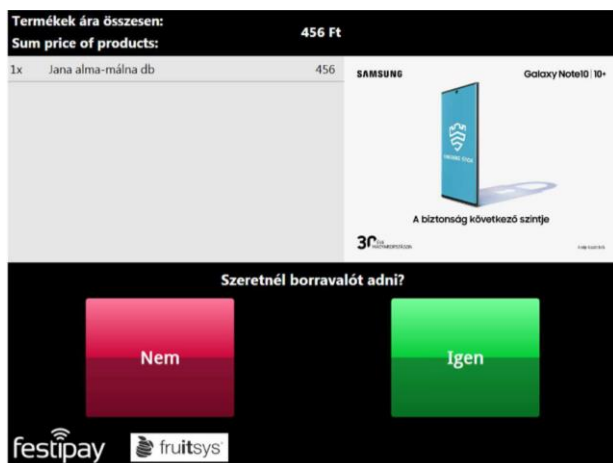 Termékek ára összesen:
Sum price of products:
456 Ft
1x Jana alma-málna db 456
SAMSUNG
Galaxy Note10 | 10+
A biztonság következő szintje
30
Szeretnél borravalót adni?
Nem
Igen
festipay
fruitsys